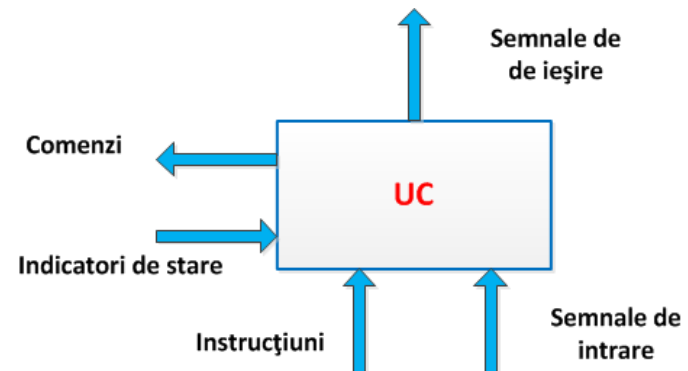 Semnale de
de ieşire
Comenzi
UC
Indicatori de stare
Instrucţiuni
Semnale de
intrare